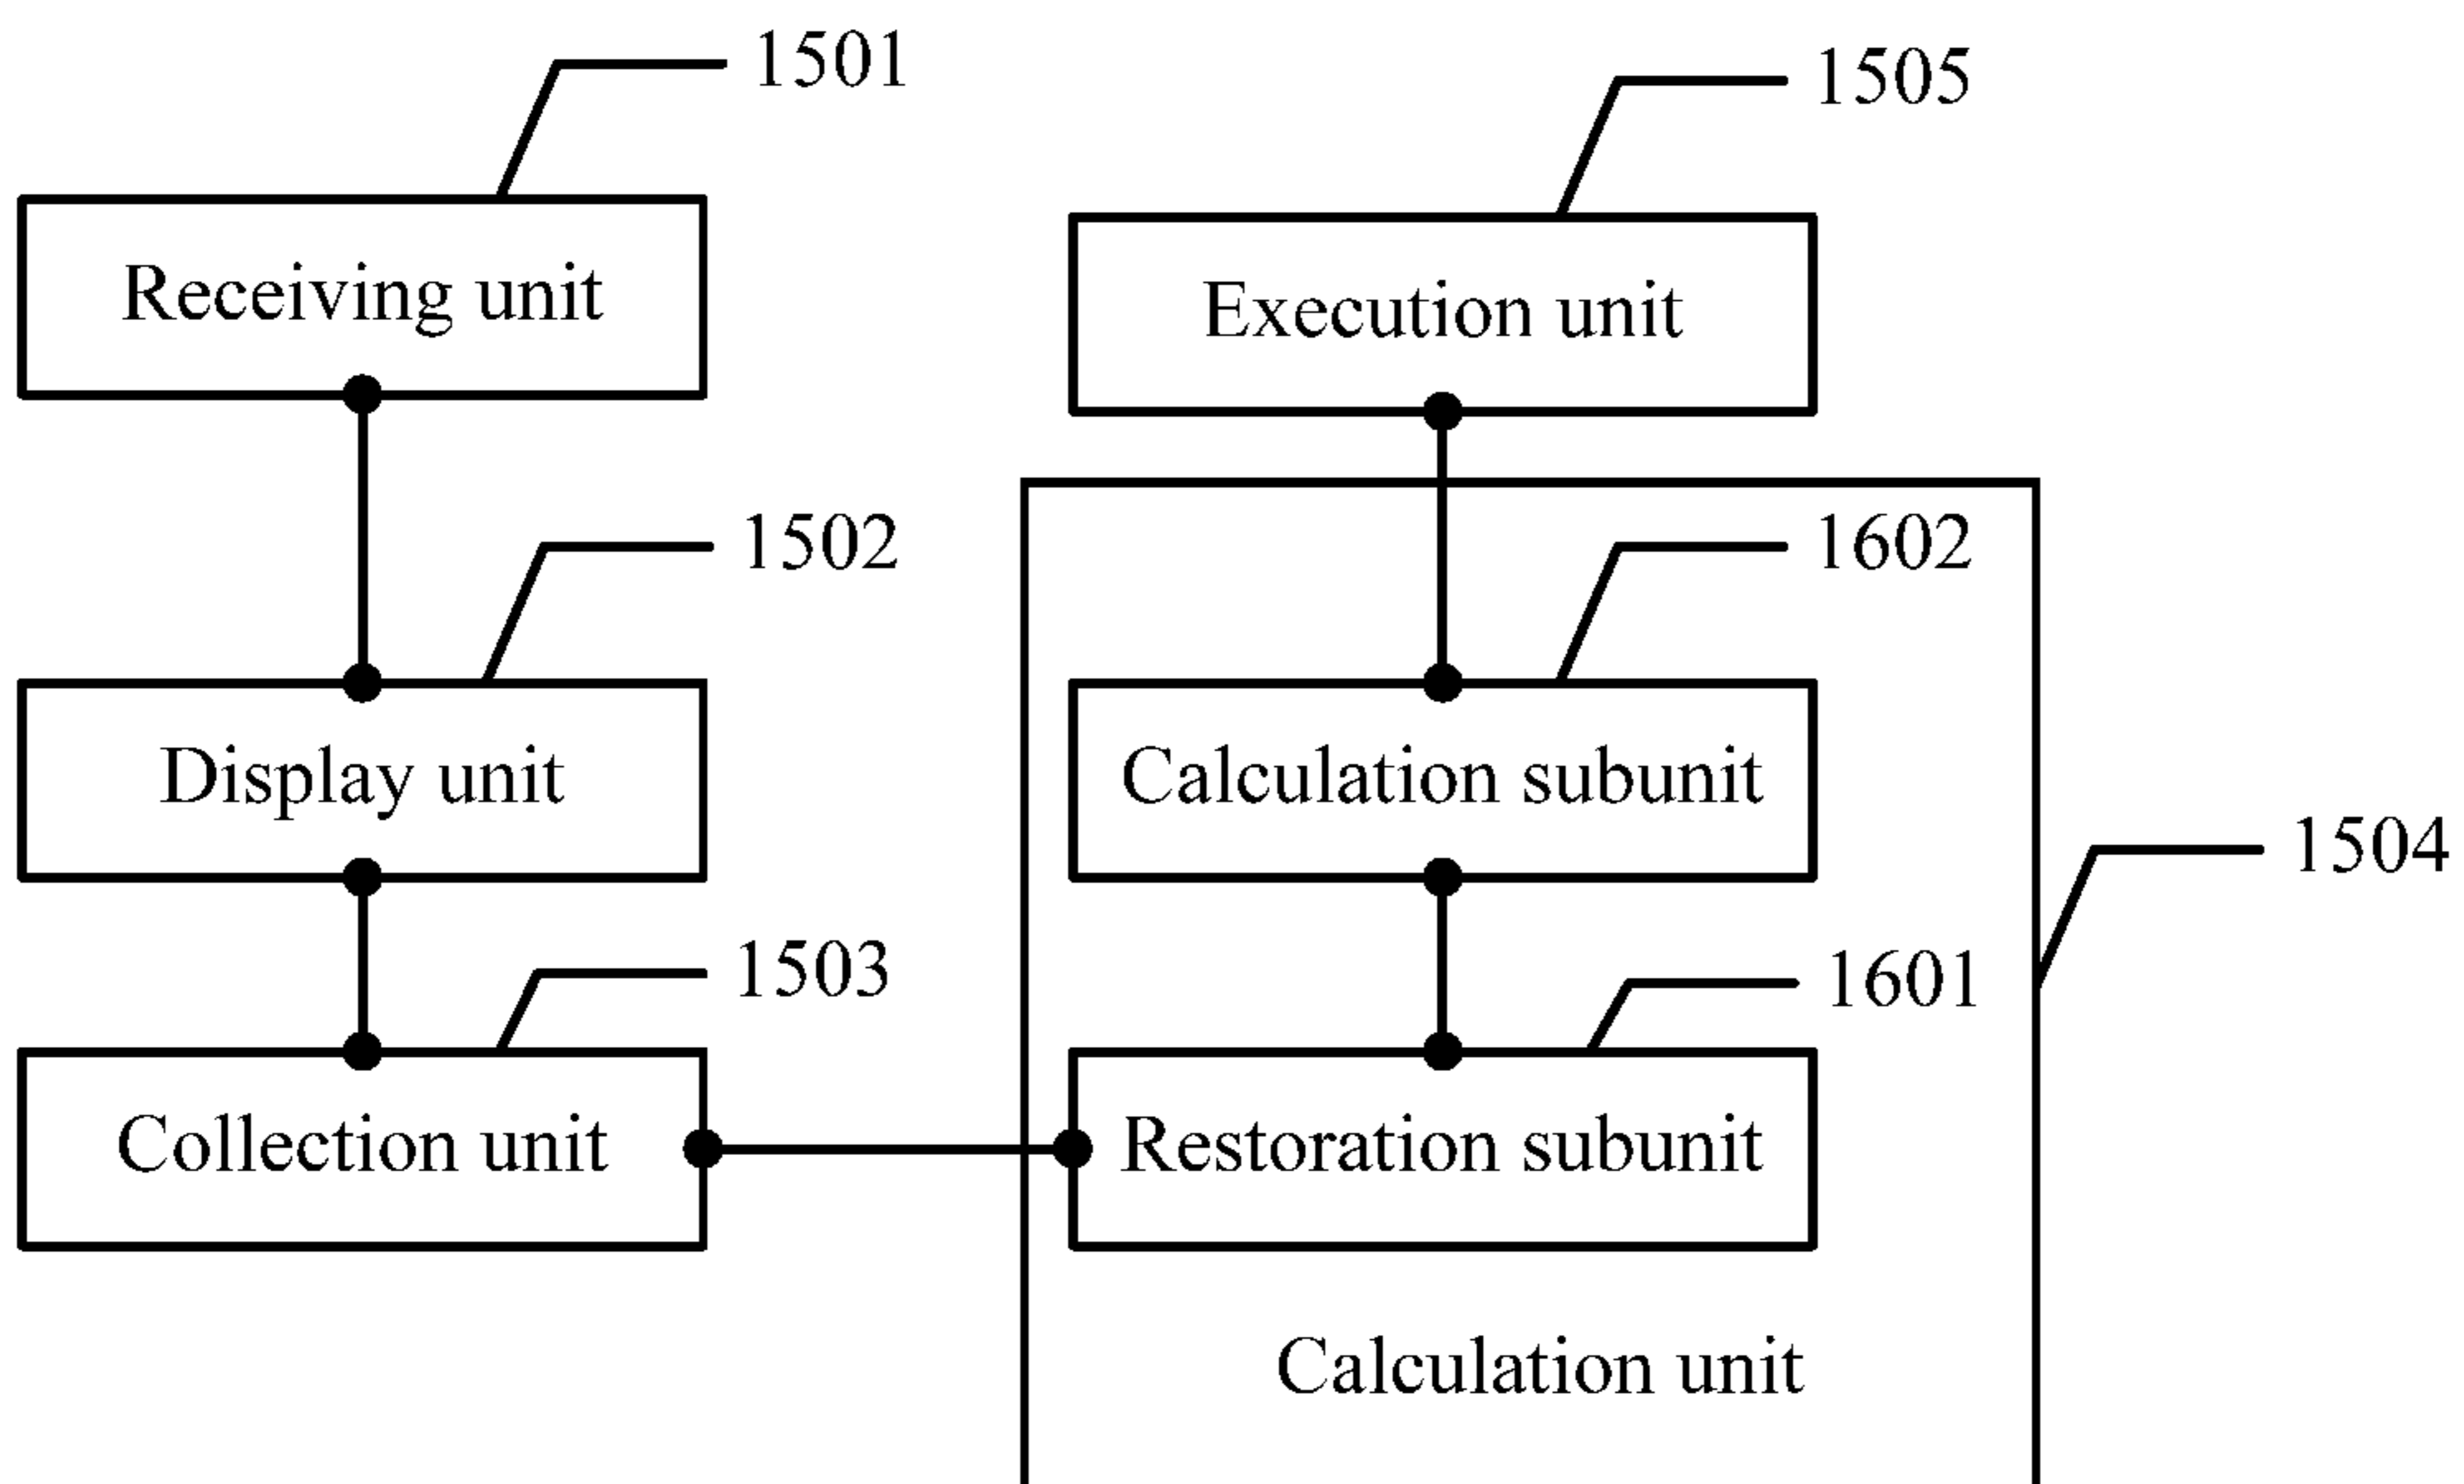 1501
1505
Receiving unit
Execution unit
1502
1602
Display unit
Calculation subunit
1504
1503
1601
Collection unit
Restoration subunit
Calculation unit